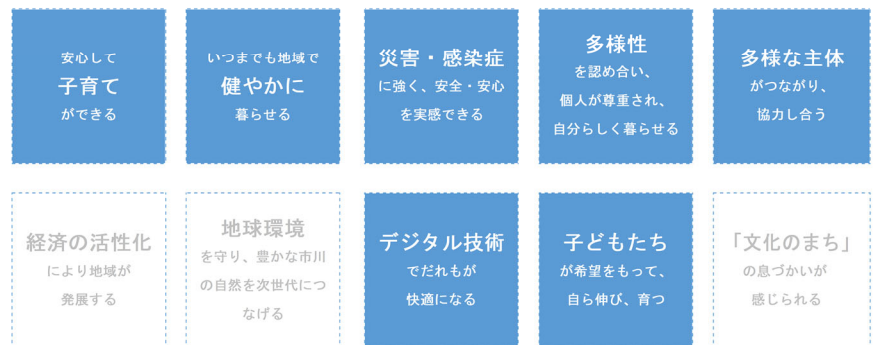 安心して
子育て
ができる
いつまでも地域で
健やかに
暮らせる
災害・感染症
に強く、安全・安心
を実感できる
多様性
を認め合い、
個人が尊重され、
自分らしく暮らせる
多様な主体
がつながり、
協力し合う
経済の活性化
により地域が
発展する
地球環境
を守り、豊かな市川
の自然を次世代につ
なげる
デジタル技術
でだれもが
快適になる
子どもたち
が希望をもって、
自ら伸び、育つ
「文化のまち」
の息づかいが
感じられる